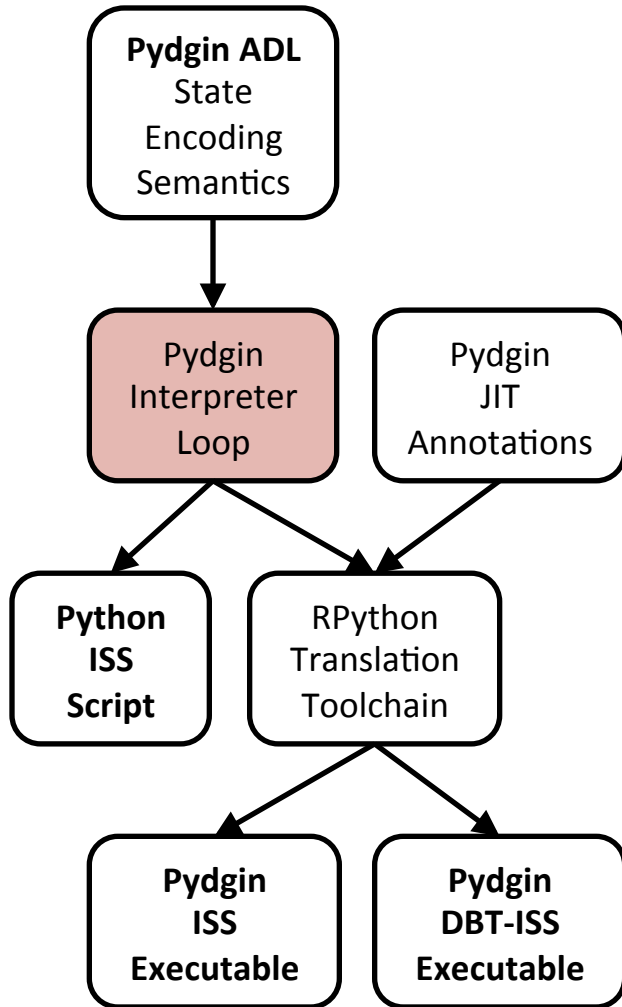 Pydgin ADL
State
Encoding
Semantics
Pydgin
Interpreter
Loop
Pydgin
JIT
Annotations
Python
ISS
Script
RPython
Translation
Toolchain
Pydgin
ISS
Executable
Pydgin
DBT-ISS
Executable